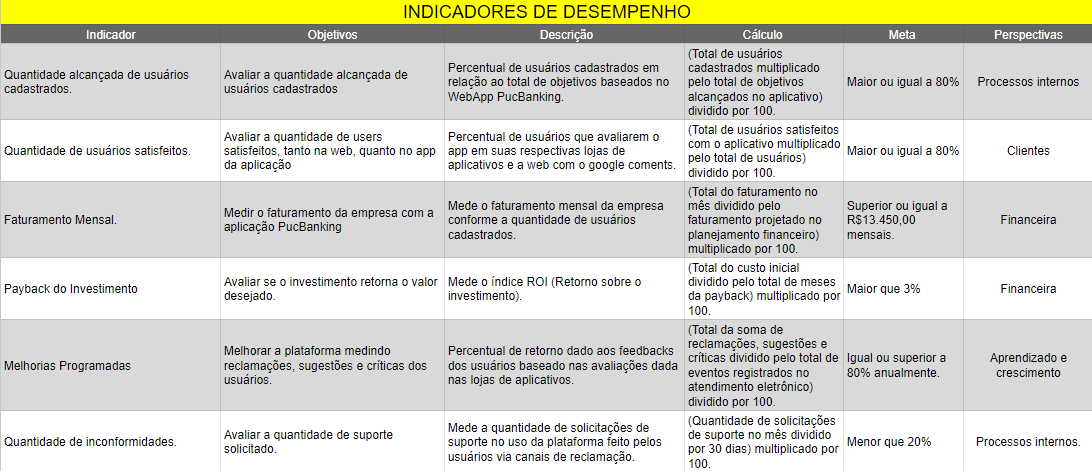 INDICADORES DE DESEMPENHO
Indicador Objetivos Descrição Cálculo Meta Perspectivas
Quantidade alcançada de usuários
cadastrados.
Avaliar a quantidade alcançada de
usuários cadastrados
Percentual de usuários cadastrados em
relação ao total de objetivos baseados no
WebApp PucBanking.
(Total de usuários
cadastrados multiplicado
pelo total de objetivos
alcançados no aplicativo)
dividido por 100.
Maior ou igual a 80%
Processos internos
Quantidade de usuários satisfeitos.
Avaliar a quantidade de users
satisfeitos, tanto na web, quanto no app
da aplicação
Percentual de usuários que avaliarem o
app em suas respectivas lojas de
aplicativos e a web com o google coments.
(Total de usuários satisfeitos
com o aplicativo multiplicado
pelo total de usuários)
dividido por 100.
Maior ou igual a 80%
Clientes
Faturamento Mensal.
Medir o faturamento da empresa com a
aplicação PucBanking
Mede o faturamento mensal da empresa
conforme a quantidade de usuários
cadastrados.
(Total do faturamento no
mês dividido pelo
faturamento projetado no
planejamento financeiro)
multiplicado por 100.
Superior ou igual a
R$13.450,00
mensais.
Financeira
Payback do Investimento
Avaliar se o investimento retorna o valor
desejado.
Mede o índice ROI (Retorno sobre o
investimento).
(Total do custo inicial
dividido pelo total de meses
da payback) multiplicado por
100.
Maior que 3%
Financeira
Melhorias Programadas
Melhorar a plataforma medindo
reclamações, sugestões e críticas dos
usuários.
Percentual de retorno dado aos feedbacks
dos usuários baseado nas avaliações dada
nas lojas de aplicativos.
(Total da soma de
reclamações, sugestões e
críticas dividido pelo total de
eventos registrados no
atendimento eletrônico)
dividido por 100.
Igual ou superior a
80% anualmente.
Aprendizado e
crescimento
Quantidade de inconformidades.
Avaliar a quantidade de suporte
solicitado.
Mede a quantidade de solicitações de
suporte no uso da plataforma feito pelos
usuários via canais de reclamação.
(Quantidade de solicitações
de suporte no mês dividido
por 30 dias) multiplicado por
100.
Menor que 20%
Processos internos.